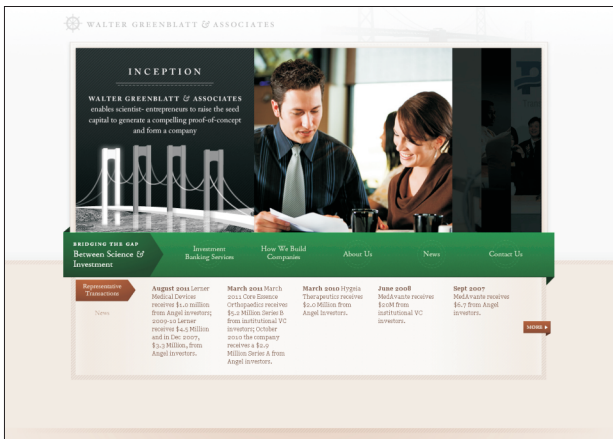 WALTER GREENBLATT & ASSOCIATES
INCEPTION
WALTER GREENBLATT & ASSOCIATES
enables scientist- entrepreneurs to raise the seed
capital to generate a compelling proof-of-concept
and form a company
BRIDGING THE GAP
Between Science &
Investment
Investment
Banking Services
How We Build
Companies
About Us
News
Contact Us
Representative
Transactions
News
August 2011 Lerner
Medical Devices
receives $1.0 million
from Angel investors;
2009-10 Lerner
receives $4.5 Million
and in Dec 2007,
$3.3 Million, from
Angel investors.
March 2011 March
2011 Core Essence
Orthopaedics receives
$5.2 Million Series B
from institutional VC
investors; October
2010 the company
receives a $2.9
Million Series A from
Angel investors.
March 2010 Hygeia
Therapeutics receives
$2.0 Million from
Angel Investors.
June 2008
MedAvante receives
$20M from
institutional VC
investors.
Sept 2007
MedAvante receives
$6.7 from Angel
investors.
MORE